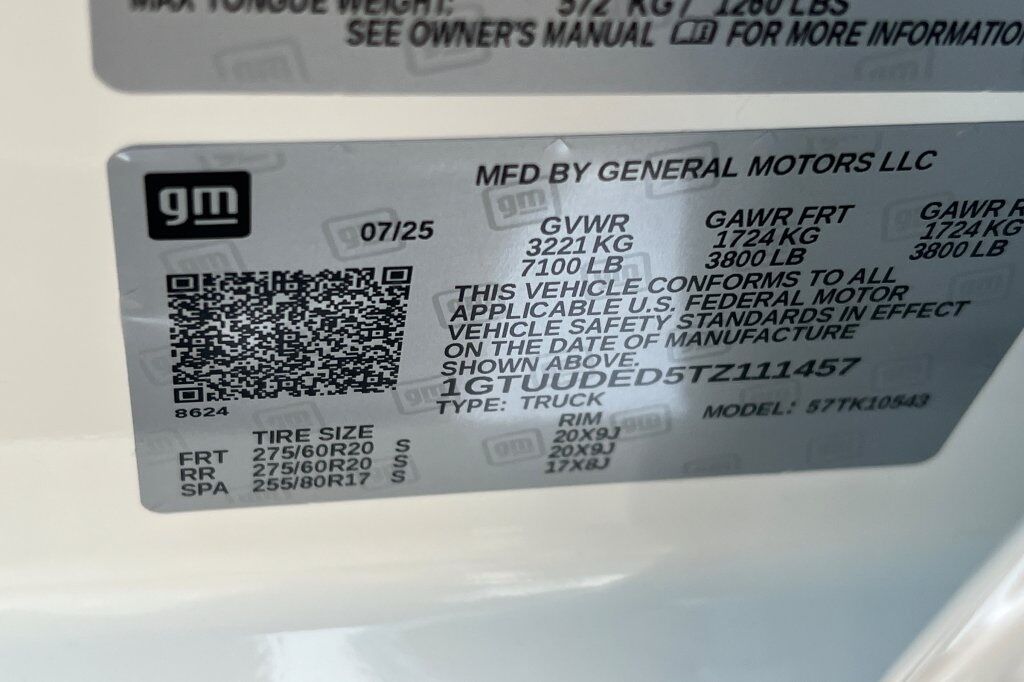 MAX TONGUE WEIGHT: 572 KG / 1260 LBS
SEE OWNER'S MANUAL FOR MORE INFORMATION
gm
MFD BY GENERAL MOTORS LLC
07/25
GVWR GAWR FRT GAWR R
3221 KG 1724 KG 1724 KG
7100 LB 3800 LB 3800 LB
THIS VEHICLE CONFORMS TO ALL
APPLICABLE U.S. FEDERAL MOTOR
VEHICLE SAFETY STANDARDS IN EFFECT
ON THE DATE OF MANUFACTURE
SHOWN ABOVE.
1GTUUDED5TZ111457
TYPE: TRUCK MODEL: 57TK10543
8624
TIRE SIZE RIM
FRT 275/60R20 S 20X9J
RR 275/60R20 S 20X9J
SPA 255/80R17 S 17X8J